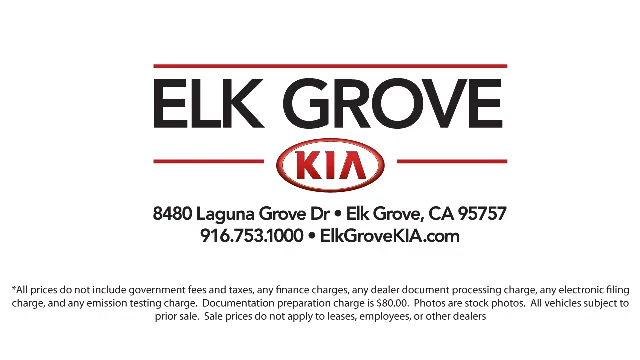 ELK GROVE
KIA
8480 Laguna Grove Dr • Elk Grove, CA 95757
916.753.1000 • ElkGroveKIA.com
*All prices do not include government fees and taxes, any finance charges, any dealer document processing charge, any electronic filing
charge, and any emission testing charge. Documentation preparation charge is $80.00. Photos are stock photos. All vehicles subject to
prior sale. Sale prices do not apply to leases, employees, or other dealers